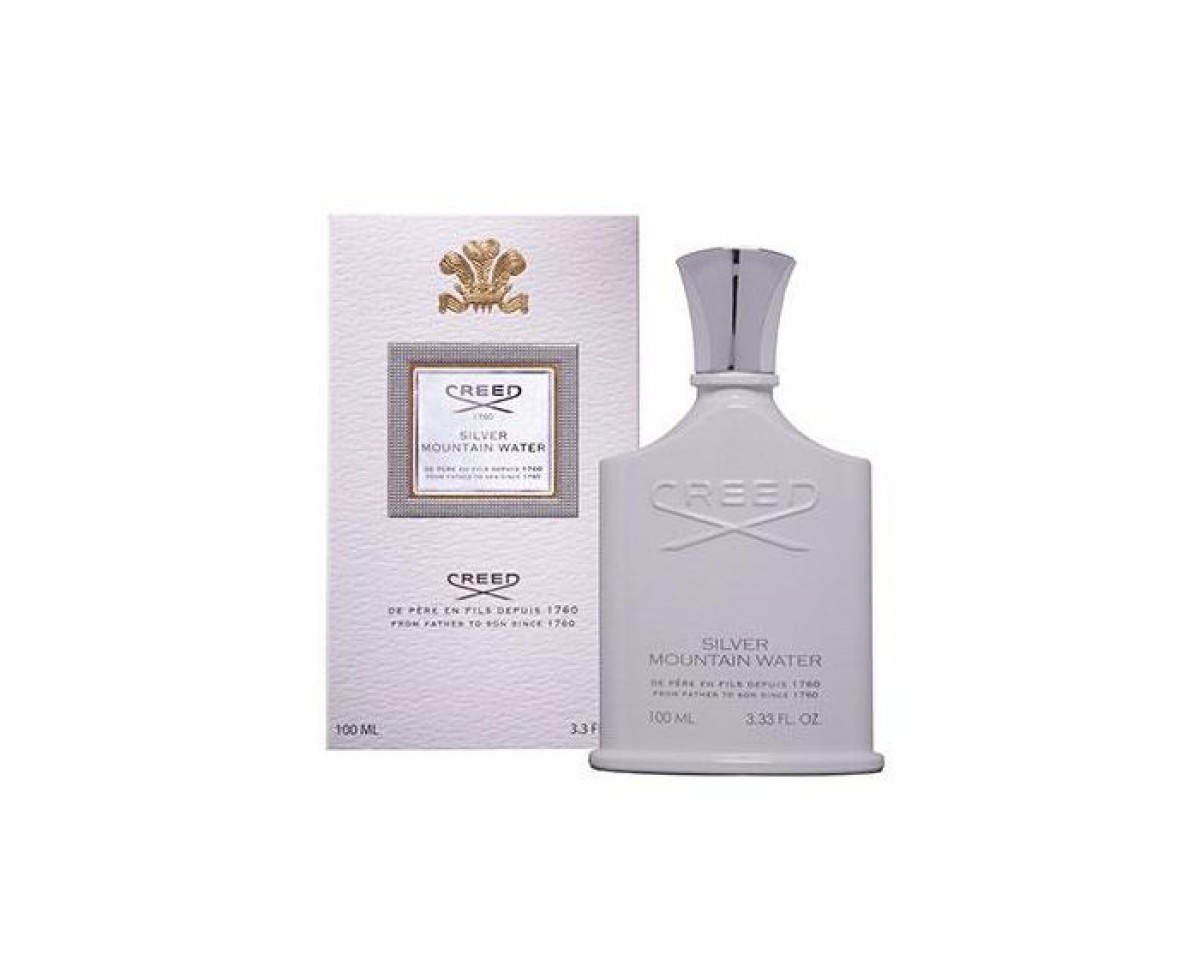 CREED
1760
SILVER
MOUNTAIN WATER
DE PÈRE EN FILS DEPUIS 1760
FROM FATHER TO SON SINCE 1760
CREED
DE PÈRE EN FILS DEPUIS 1760
FROM FATHER TO SON SINCE 1760
100 ML
3.3 F
CREED
SILVER
MOUNTAIN WATER
DE PÈRE EN FILS DEPUIS 1760
FROM FATHER TO SON SINCE 1760
100 ML 3.33 FL. OZ.